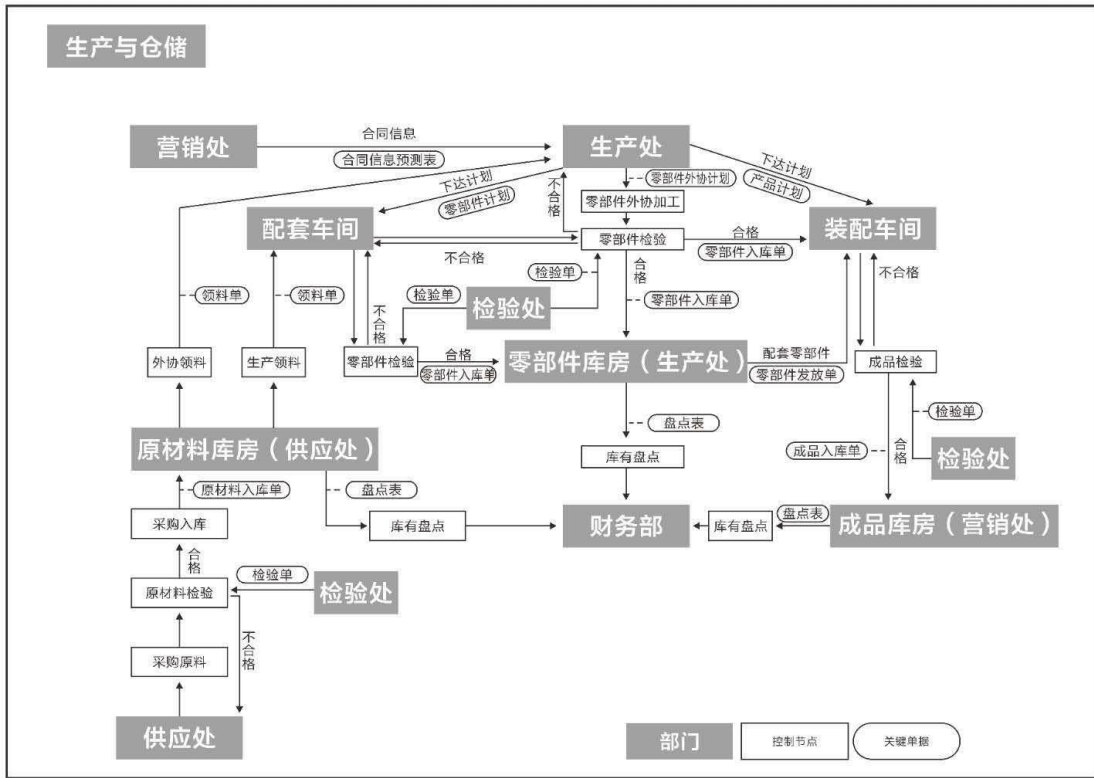 生产与仓储
营销处
合同信息
合同信息预测表
生产处
下达计划
产品计划
下达计划
零部件计划
不合格
零部件外协计划
零部件外协加工
配套车间
不合格
零部件检验
合格
零部件入库单
装配车间
不合格
领料单
领料单
不合格
检验单
检验处
检验单
合格
零部件入库单
外协领料
生产领料
零部件检验
合格
零部件入库单
零部件库房（生产处）
配套零部件
零部件发放单
成品检验
检验单
检验处
成品入库单
合格
原材料库房（供应处）
盘点表
库有盘点
原材料入库单
盘点表
采购入库
库有盘点
财务部
库有盘点
盘点表
成品库房（营销处）
合格
原材料检验
检验单
检验处
不合格
采购原料
供应处
部门
控制节点
关键单据